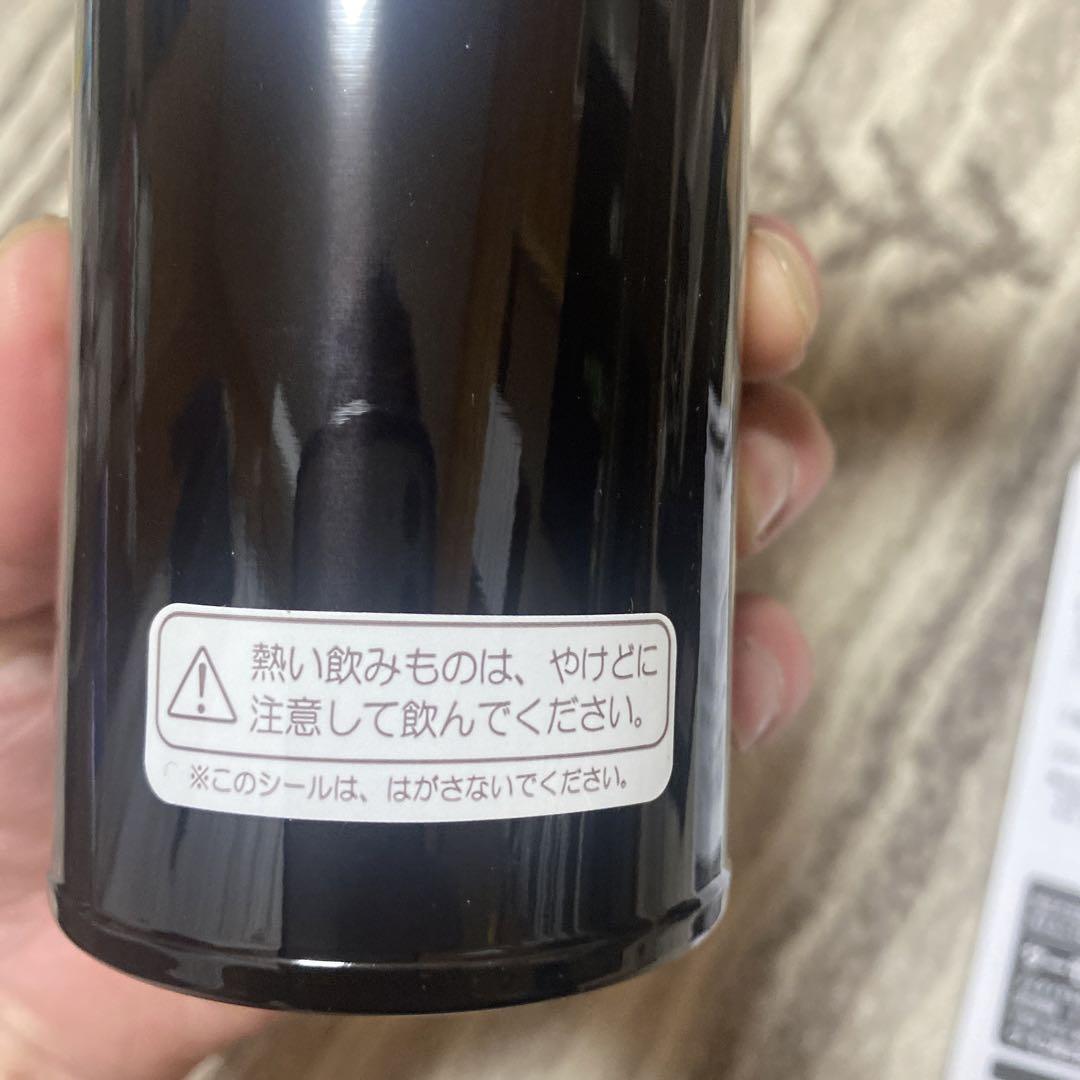 熱い飲みものは、やけどに
注意して飲んでください。
※このシールは、はがさないでください。